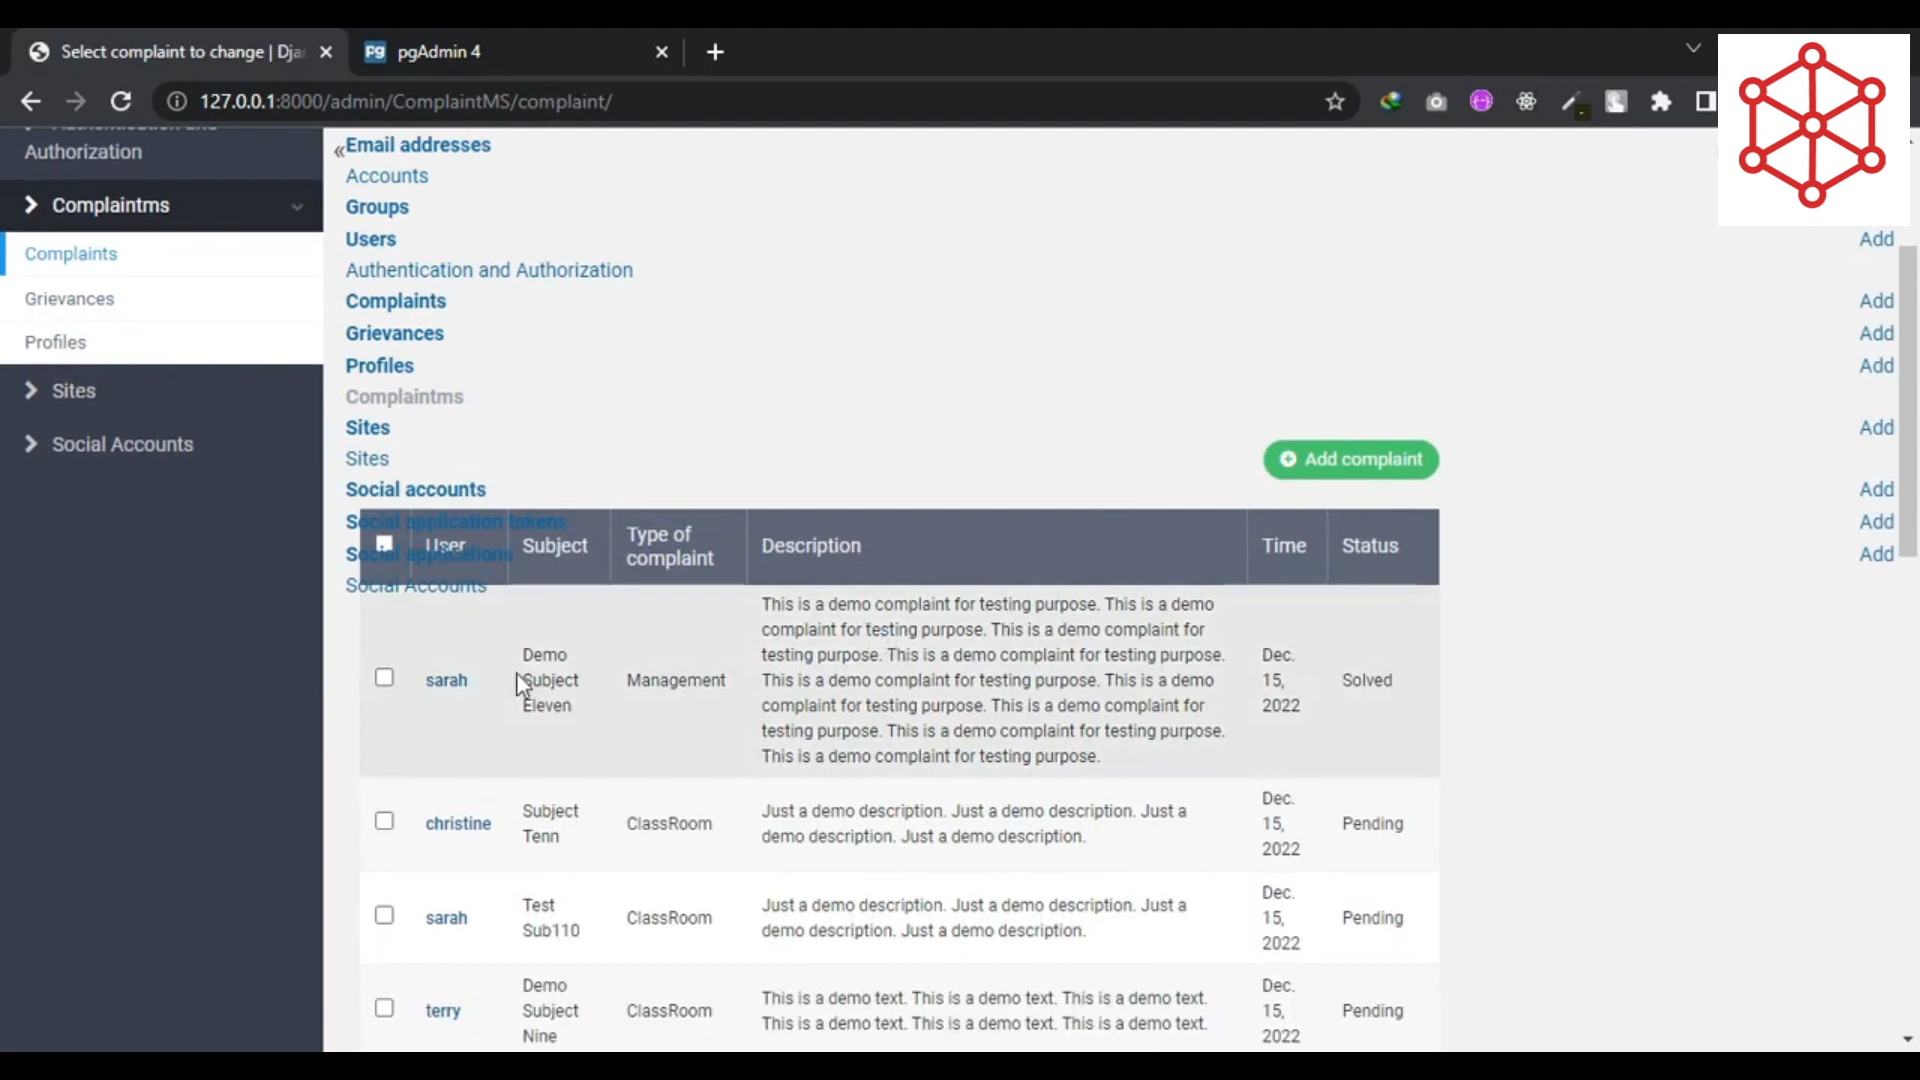 Select complaint to change | Dja
pgAdmin 4
127.0.0.1:8000/admin/ComplaintMS/complaint/
Authentication and
Authorization
Complaintms
Complaints
Grievances
Profiles
Sites
Social Accounts
«Email addresses
Accounts
Groups
Users Add
Authentication and Authorization
Complaints Add
Grievances Add
Profiles Add
Complaintms
Sites Add
Sites
Add complaint
Social accounts Add
Social application tokens Add
Social applications Add
Social Accounts
User Subject Type of complaint Description Time Status
sarah
Demo
Subject
Eleven
Management
This is a demo complaint for testing purpose. This is a demo
complaint for testing purpose. This is a demo complaint for
testing purpose. This is a demo complaint for testing purpose.
This is a demo complaint for testing purpose. This is a demo
complaint for testing purpose. This is a demo complaint for
testing purpose. This is a demo complaint for testing purpose.
This is a demo complaint for testing purpose.
Dec.
15,
2022
Solved
christine
Subject
Tenn
ClassRoom
Just a demo description. Just a demo description. Just a
demo description. Just a demo description.
Dec.
15,
2022
Pending
sarah
Test
Sub110
ClassRoom
Just a demo description. Just a demo description. Just a
demo description. Just a demo description.
Dec.
15,
2022
Pending
terry
Demo
Subject
Nine
ClassRoom
This is a demo text. This is a demo text. This is a demo text.
This is a demo text. This is a demo text. This is a demo text.
Dec.
15,
2022
Pending